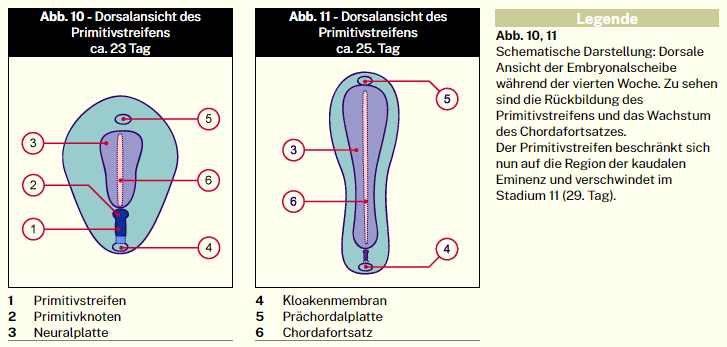 Abb. 10 - Dorsalansicht des
Primitivstreifens
ca. 23 Tag
5
3
2
6
1
4
Abb. 11 - Dorsalansicht des
Primitivstreifens
ca. 25. Tag
5
3
6
4
1 Primitivstreifen
2 Primitivknoten
3 Neuralplatte
4 Kloakenmembran
5 Prächordalplatte
6 Chordafortsatz
Legende
Abb. 10, 11
Schematische Darstellung: Dorsale
Ansicht der Embryonalscheibe
während der vierten Woche. Zu sehen
sind die Rückbildung des
Primitivstreifens und das Wachstum
des Chordafortsatzes.
Der Primitivstreifen beschränkt sich
nun auf die Region der kaudalen
Eminenz und verschwindet im
Stadium 11 (29. Tag).